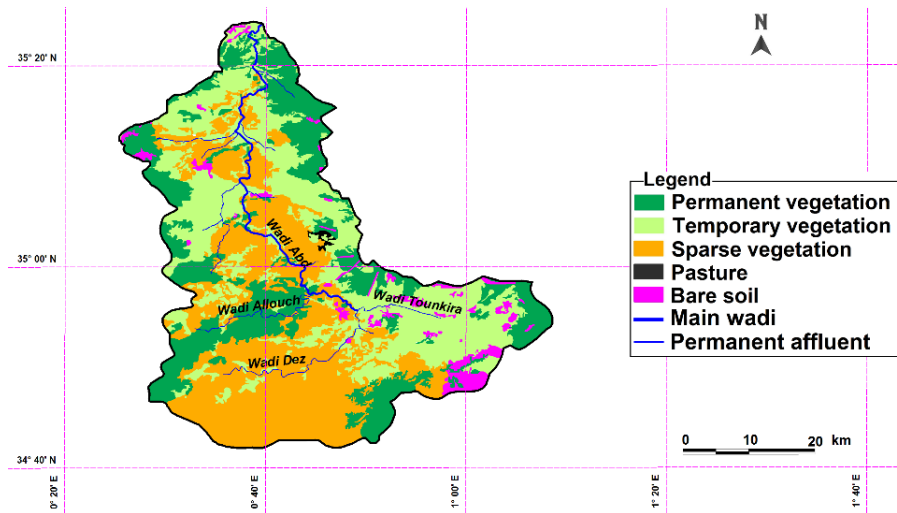 N
35° 20' N
35° 00' N
34° 40' N
Wadi Abd
Wadi Allouch
Wadi Tounkira
Wadi Dez
Legend
Permanent vegetation
Temporary vegetation
Sparse vegetation
Pasture
Bare soil
Main wadi
Permanent affluent
0 10 20 km
0° 20' E
0° 40' E
1° 00' E
1° 20' E
1° 40' E